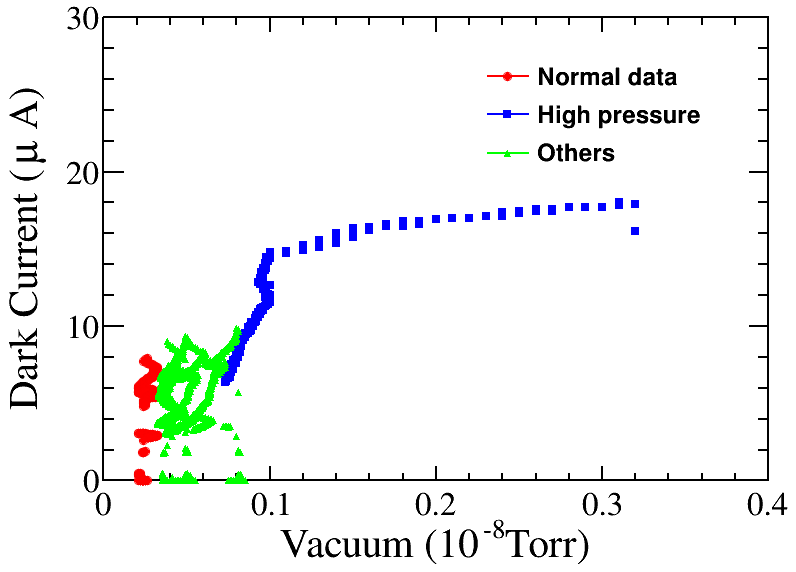 30
20
10
0
0
0.1
0.2
0.3
0.4
Dark Current (μ A)
Vacuum (10⁻⁸Torr)
Normal data
High pressure
Others